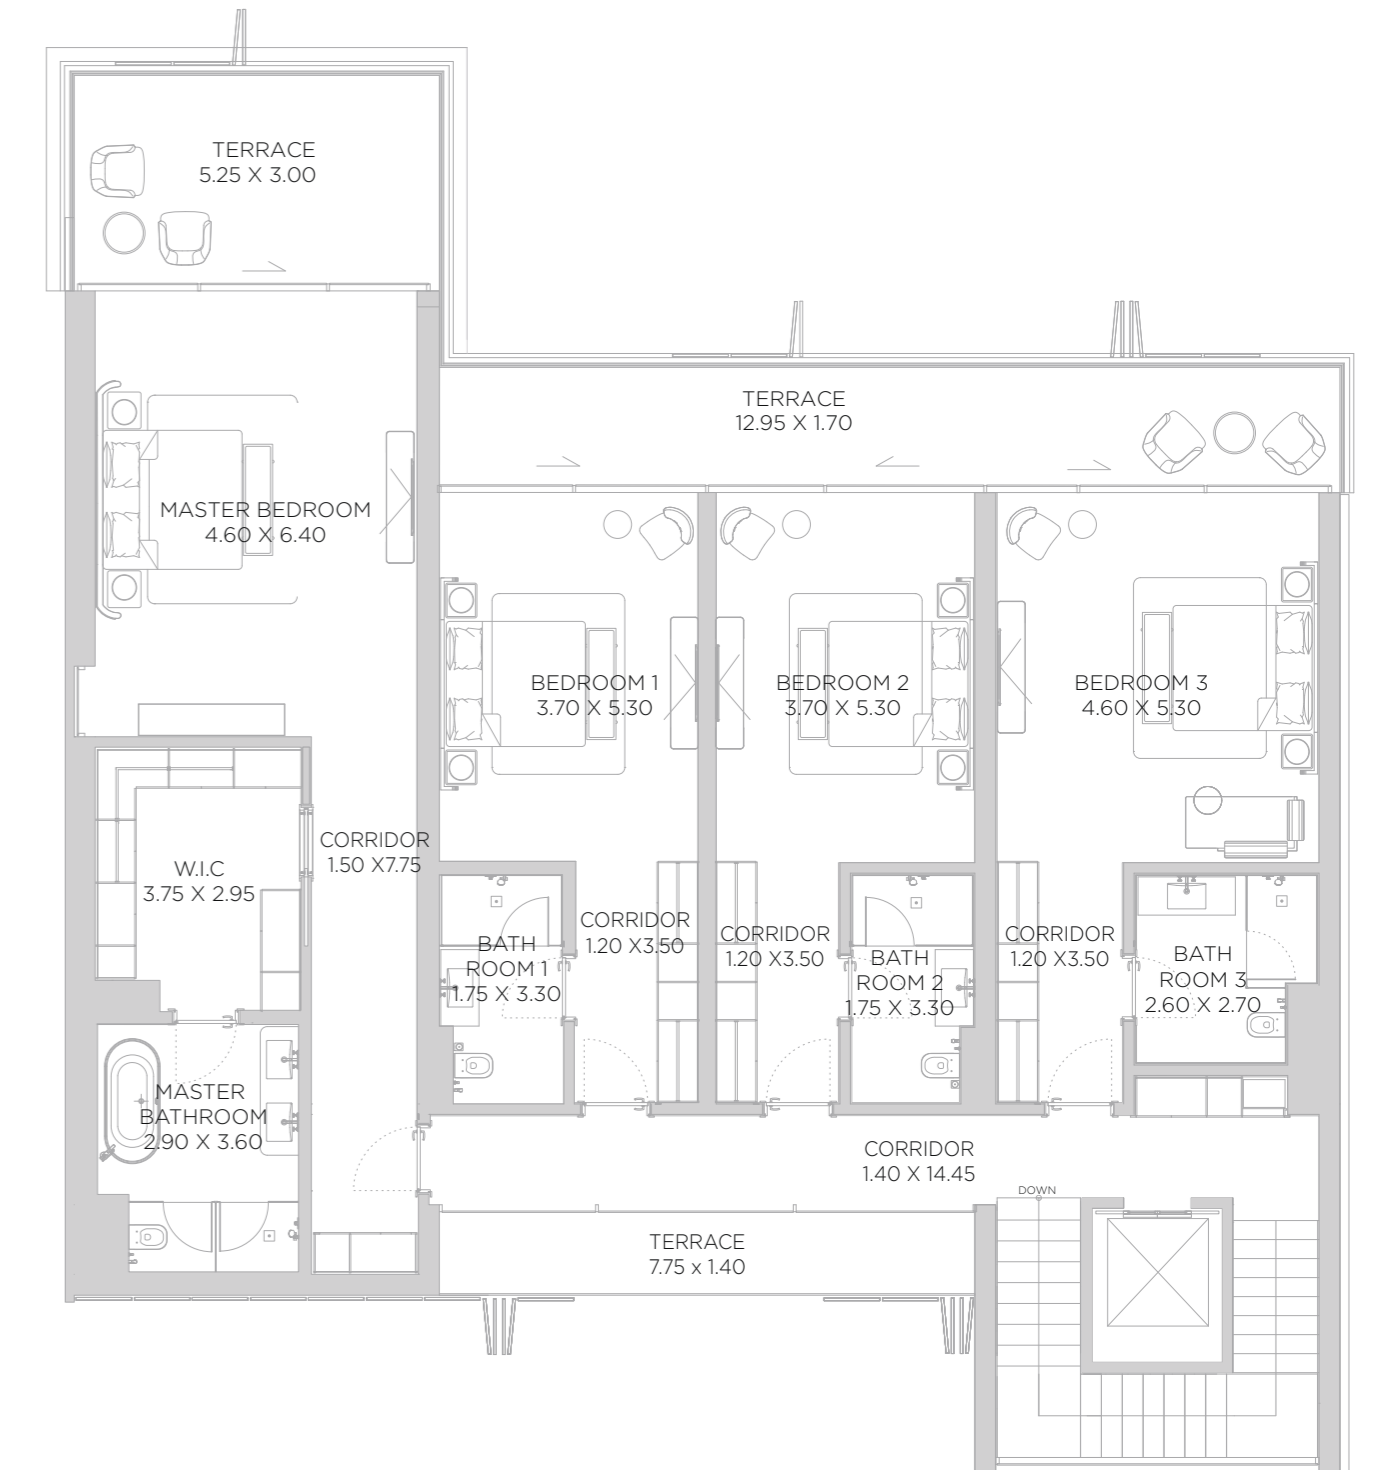 TERRACE
5.25 X 3.00
TERRACE
12.95 X 1.70
MASTER BEDROOM
4.60 X 6.40
BEDROOM 1
3.70 X 5.30
BEDROOM 2
3.70 X 5.30
BEDROOM 3
4.60 X 5.30
CORRIDOR
1.50 X7.75
W.I.C
3.75 X 2.95
CORRIDOR
1.20 X3.50
CORRIDOR
1.20 X3.50
CORRIDOR
1.20 X3.50
BATH
ROOM 1
1.75 X 3.30
BATH
ROOM 2
1.75 X 3.30
BATH
ROOM 3
2.60 X 2.70
MASTER
BATHROOM
2.90 X 3.60
CORRIDOR
1.40 X 14.45
DOWN
TERRACE
7.75 x 1.40